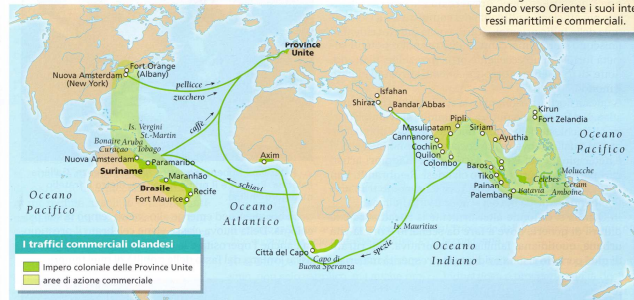 gando verso Oriente i suoi inte
ressi marittimi e commerciali.
Province
Unite
Fort Orange
(Albany)
Nuova Amsterdam
(New York)
pellicce
zucchero
caffè
Is. Vergini
St.-Martin
Bonaire Aruba
Curaçao Tobago
Nuova Amsterdam
Paramaribo
Suriname
Maranhão
Brasile
Recife
Fort Maurice
schiavi
Axim
Oceano
Pacifico
Oceano
Atlantico
Città del Capo
Capo di
Buona Speranza
Isfahan
Shiraz
Bandar Abbas
Masulipatam
Pipli
Siriam
Cannanore
Cochin
Quilon
Colombo
Ayuthia
Kirun
Fort Zelandia
Oceano
Pacifico
Baros
Tiko
Painan
Palembang
Batavia
Celebes
Molucche
Ceram
Amboine
Is. Mauritius
spezie
Oceano
Indiano
I traffici commerciali olandesi
Impero coloniale delle Province Unite
aree di azione commerciale